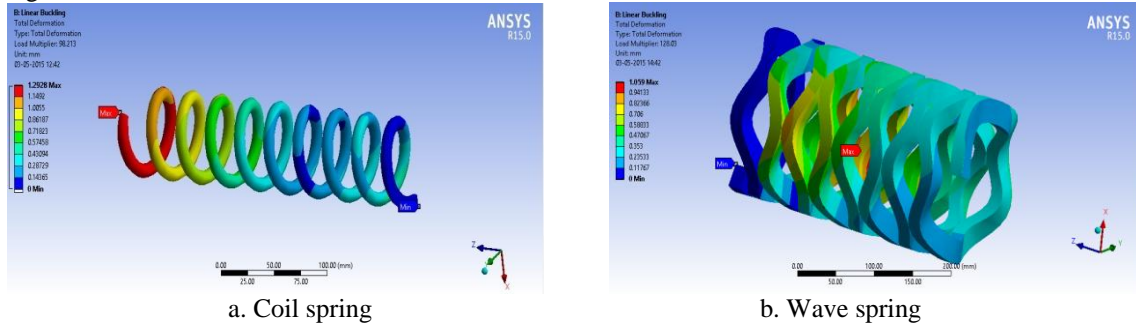 B: Linear Buckling
Total Deformation
Type: Total Deformation
Load Multiplier: 98.213
Unit: mm
03-05-2015 12:42
1.2928 Max
1.1492
1.0055
0.86187
0.71823
0.57458
0.43094
0.28729
0.14365
0 Min
Max
Min
ANSYS
R15.0
Z
X
0.00
100.00 (mm)
25.00
75.00
50.00
a. Coil spring
B: Linear Buckling
Total Deformation
Type: Total Deformation
Load Multiplier: 128.05
Unit: mm
03-05-2015 14:42
1.059 Max
0.94133
0.82366
0.706
0.58833
0.47067
0.353
0.23533
0.11767
0 Min
Min
Max
ANSYS
R15.0
X
Y
Z
0.00
100.00
200.00 (mm)
50.00
150.00
b. Wave spring